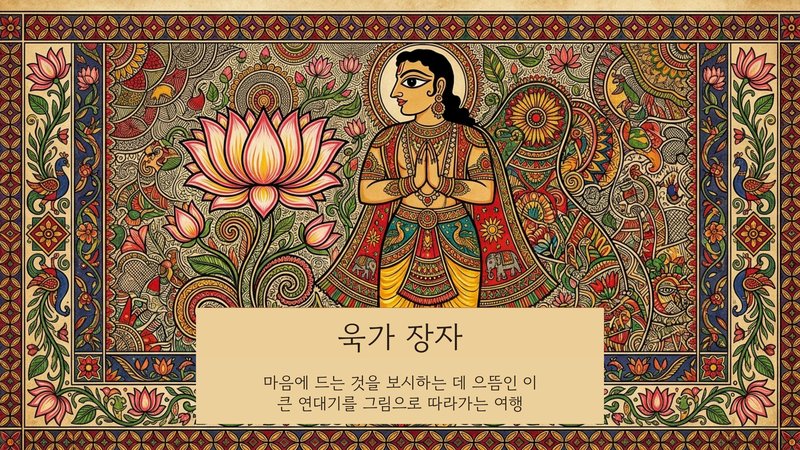 욱가 장자
마음에 드는 것을 보시하는 데 으뜸인 이
큰 연대기를 그림으로 따라가는 여행